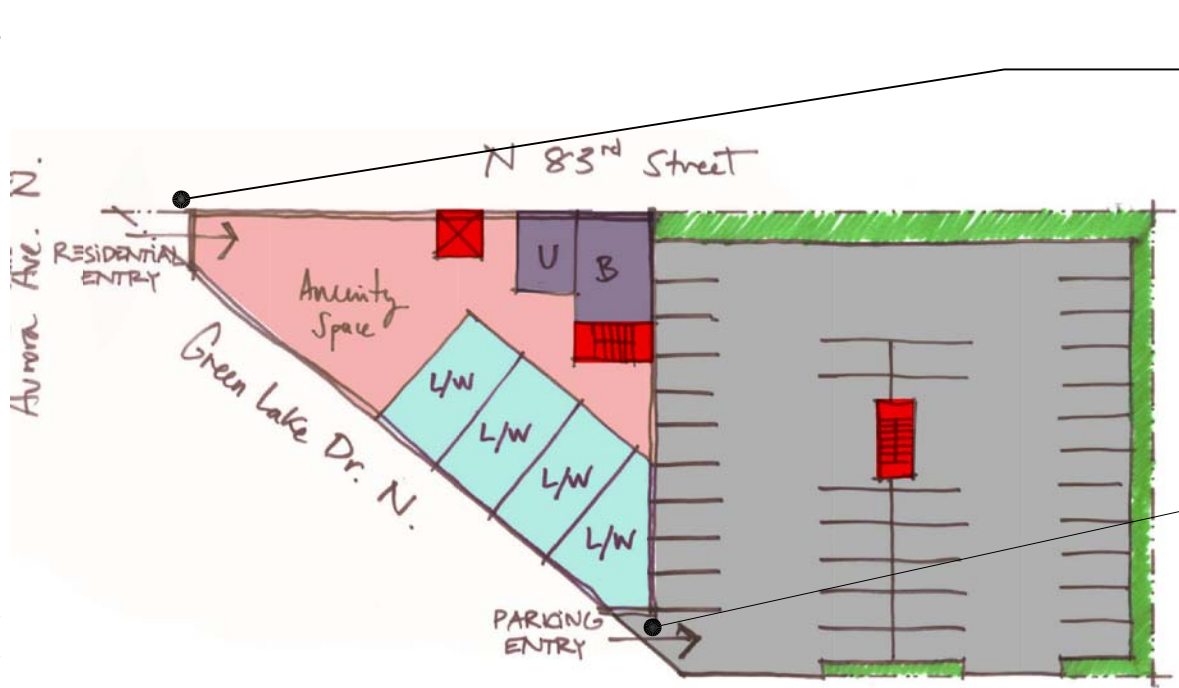 N 83rd Street
Aurora Ave. N.
RESIDENTIAL
ENTRY
U
B
Amenity
Space
Green Lake Dr. N.
L/W
L/W
L/W
L/W
PARKING
ENTRY